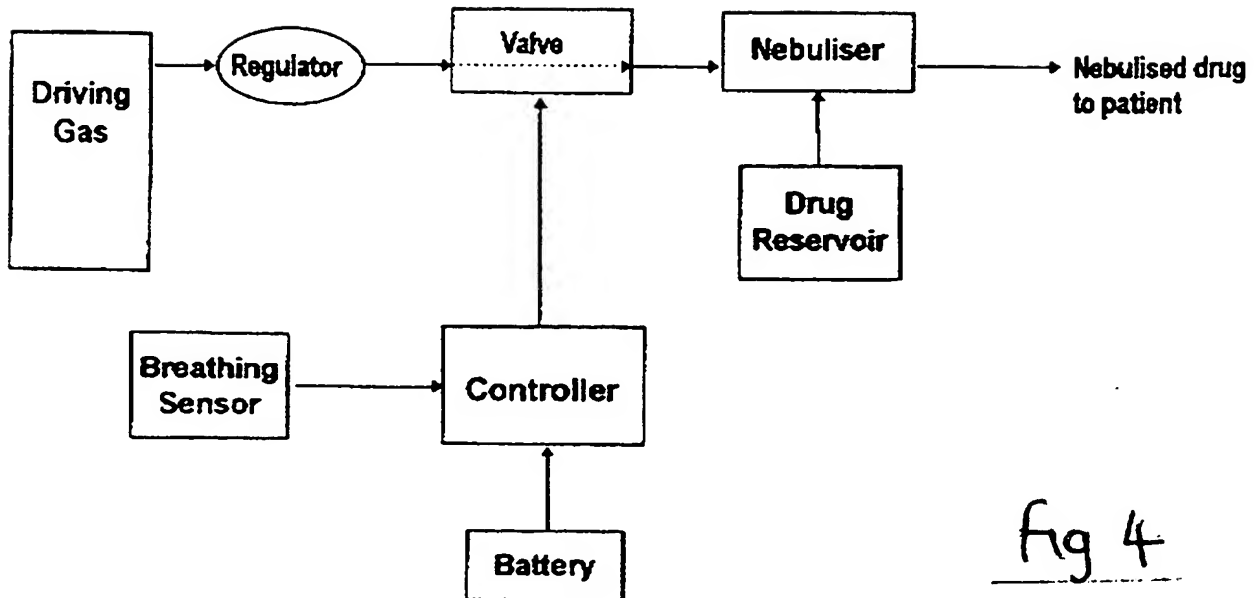 Driving
Gas
Regulator
Valve
Nebuliser
Nebulised drug
to patient
Drug
Reservoir
Breathing
Sensor
Controller
Battery
Fig 4